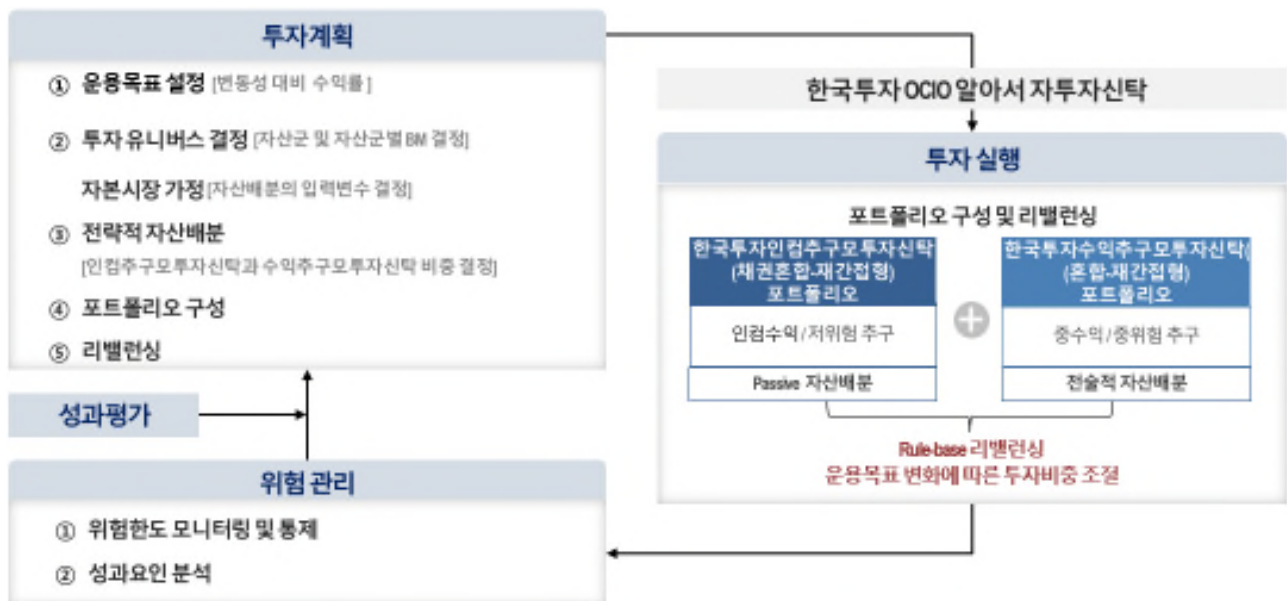 투자계획
① 운용목표 설정 [변동성 대비 수익률]
② 투자 유니버스 결정 [자산군 및 자산군별 BM 결정]
자본시장 가정 [자산배분의 입력변수 결정]
③ 전략적 자산배분
[인컴추구모투자신탁과 수익추구모투자신탁 비중 결정]
④ 포트폴리오 구성
⑤ 리밸런싱
성과평가
위험 관리
① 위험한도 모니터링 및 통제
② 성과요인 분석
한국투자 OCIO 알아서 자투자신탁
투자 실행
포트폴리오 구성 및 리밸런싱
한국투자인컴추구모투자신탁
(채권혼합-재간접형)
포트폴리오
인컴수익 / 저위험 추구
Passive 자산배분
한국투자수익추구모투자신탁(
(혼합-재간접형)
포트폴리오
중수익 / 중위험 추구
전술적 자산배분
Rule-base 리밸런싱
운용목표 변화에 따른 투자비중 조절